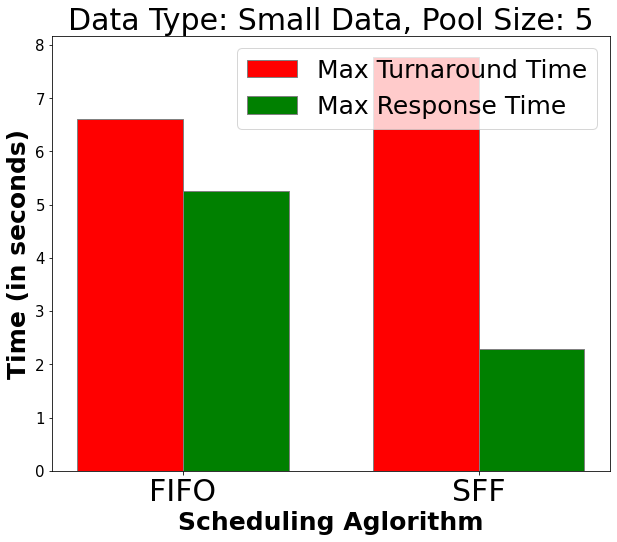 Data Type: Small Data, Pool Size: 5
Max Turnaround Time
Max Response Time
8
7
6
5
4
3
2
1
0
Time (in seconds)
FIFO SFF
Scheduling Aglorithm